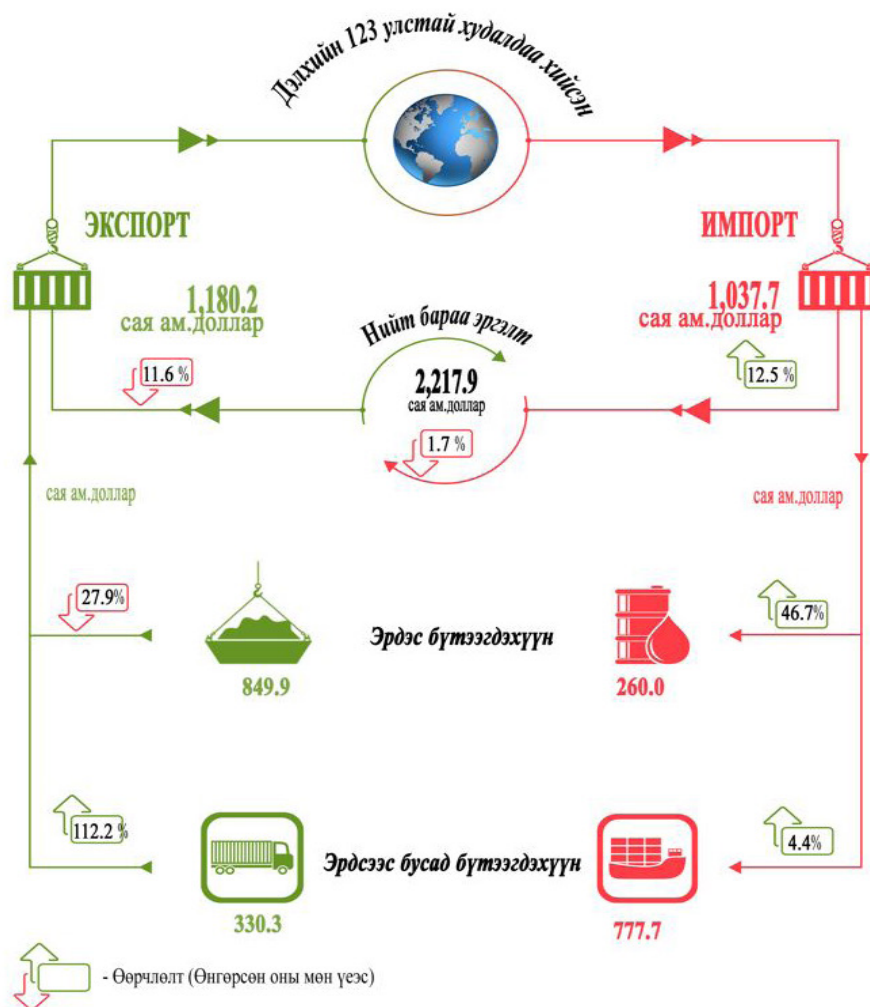 Дэлхийн 123 улстай худалдаа хийсэн
ЭКСПОРТ
1,180.2
сая ам.доллар
11.6 %
ИМПОРТ
1,037.7
сая ам.доллар
12.5 %
Нийт бараа эргэлт
2,217.9
сая ам.доллар
1.7 %
сая ам.доллар
сая ам.доллар
27.9%
849.9
Эрдэс бүтээгдэхүүн
260.0
46.7%
112.2 %
330.3
Эрдсээс бусад бүтээгдэхүүн
777.7
4.4%
- Өөрчлөлт (Өнгөрсөн оны мөн үеэс)